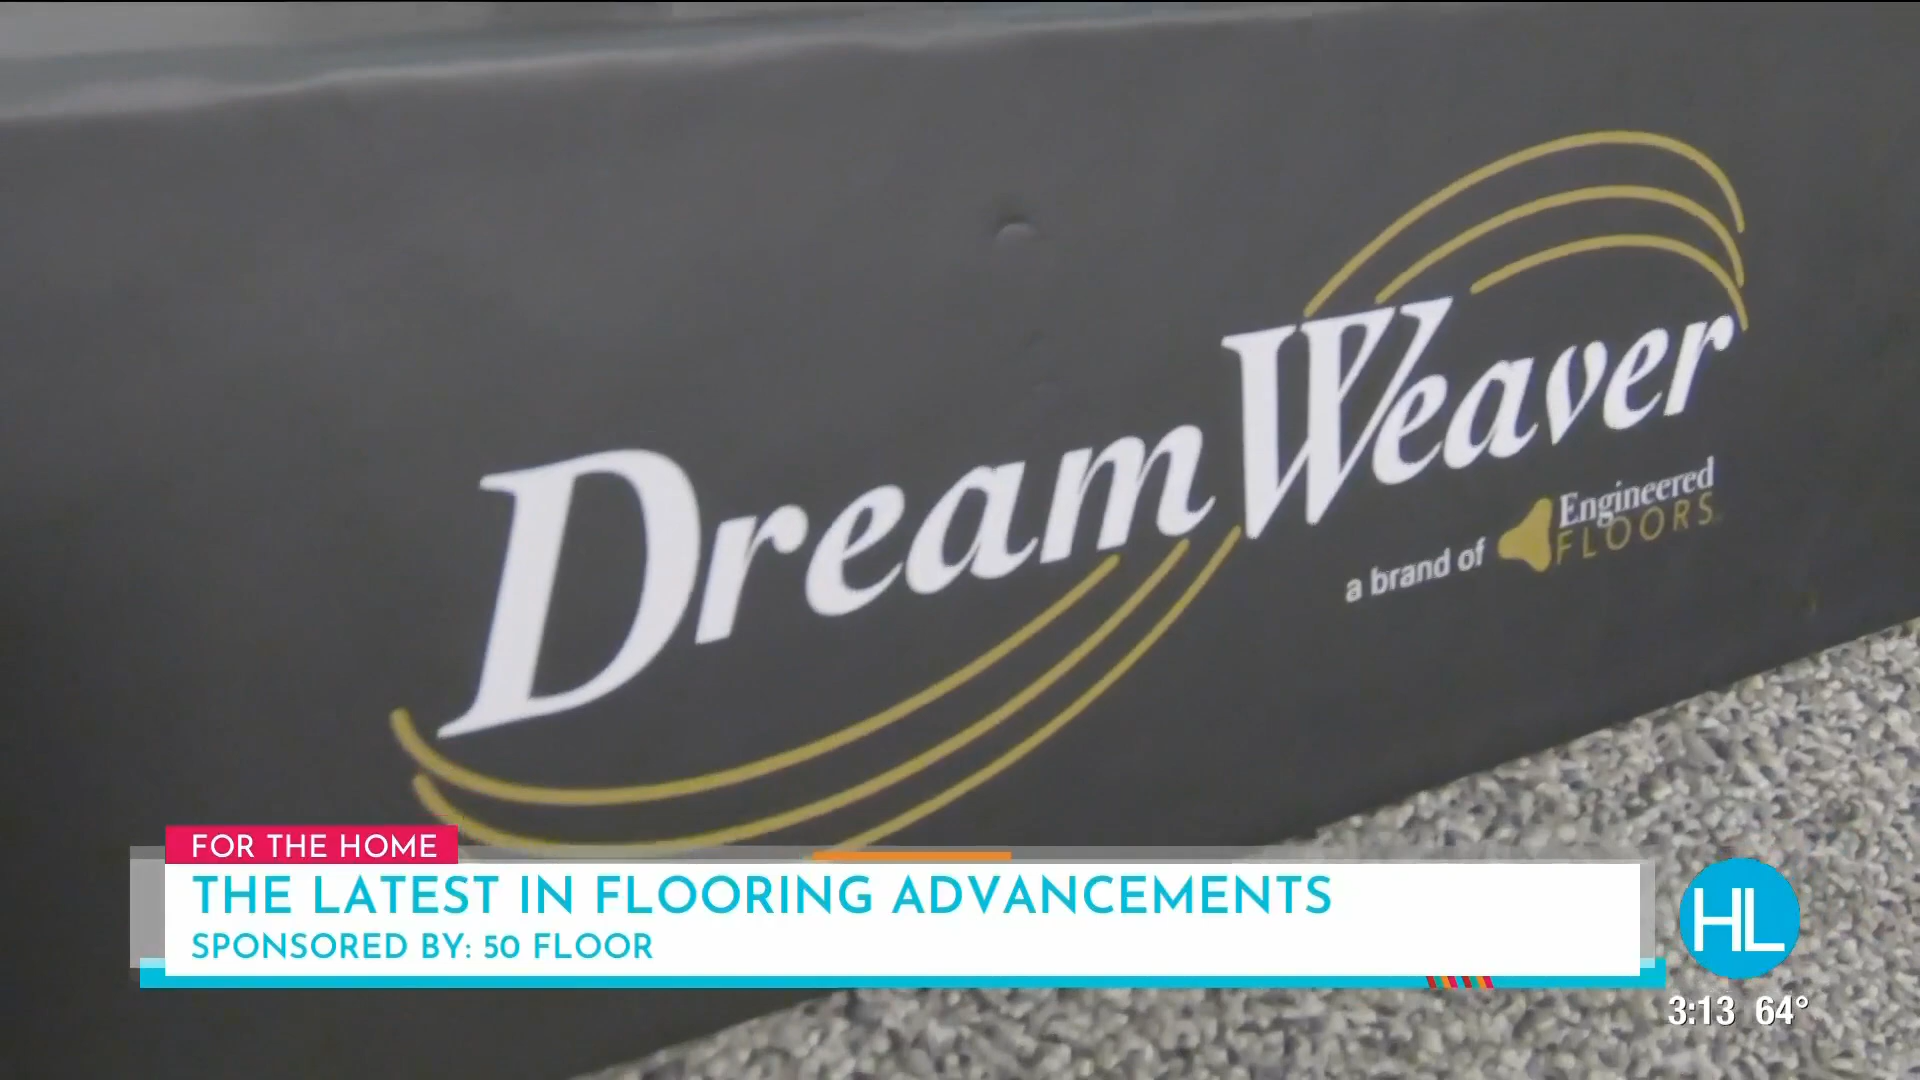 DreamWeaver
a brand of Engineered
FLOORS
FOR THE HOME
THE LATEST IN FLOORING ADVANCEMENTS
SPONSORED BY: 50 FLOOR
HL
3:13 64°